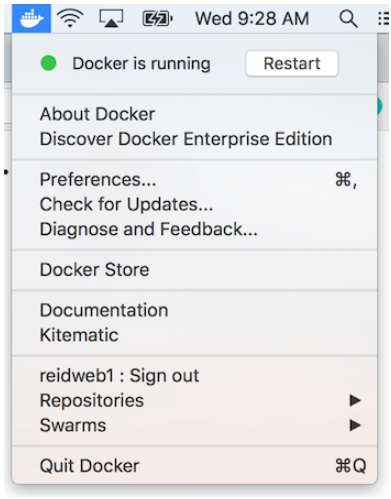 Wed 9:28 AM
Docker is running Restart
About Docker
Discover Docker Enterprise Edition
Preferences... ⌘,
Check for Updates...
Diagnose and Feedback...
Docker Store
Documentation
Kitematic
reidweb1 : Sign out
Repositories
Swarms
Quit Docker ⌘Q